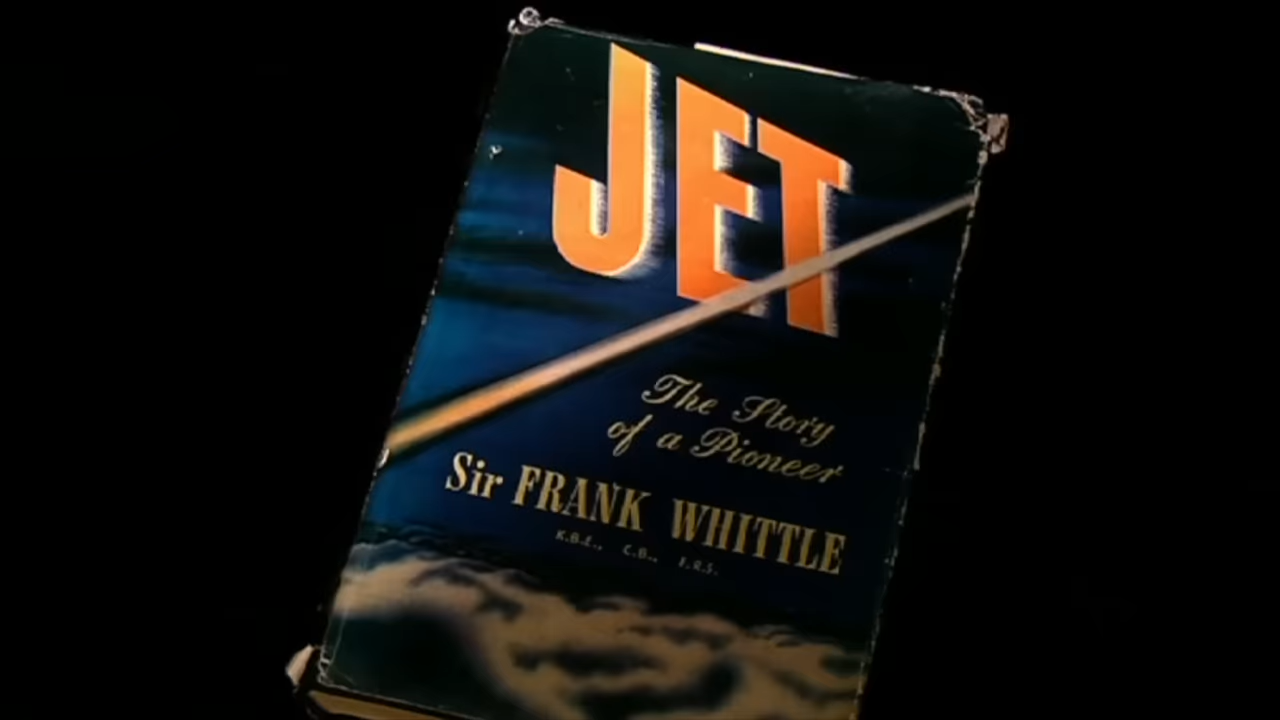 JET
The Story
of a Pioneer
Sir FRANK WHITTLE
K.B.E., C.B., F.R.S.